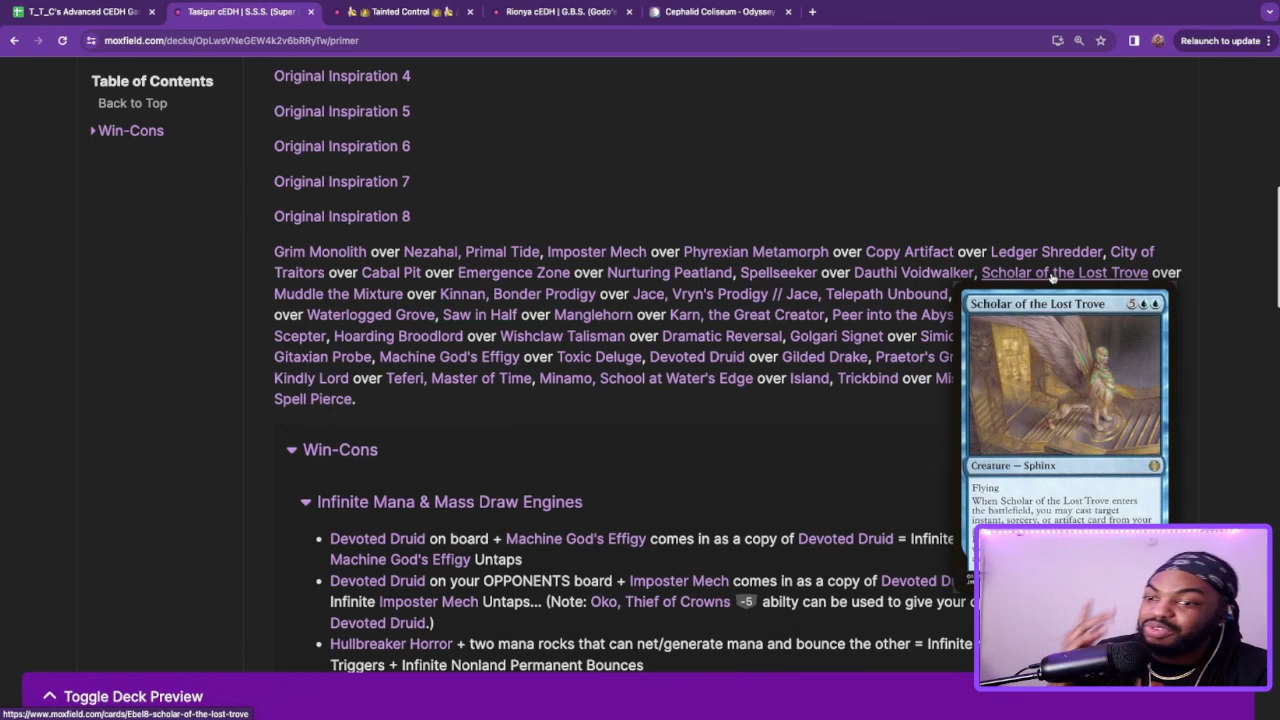 T_T_C's Advanced CEDH Ga
Tasigur cEDH | S.S.S. (Super
Tainted Control
Rionya cEDH | G.B.S. (Godo's
Cephalid Coliseum - Odyssey
moxfield.com/decks/OpLwsVNeGEW4k2v6bRRyTw/primer
Relaunch to update
Table of Contents
Back to Top
Win-Cons
Original Inspiration 4
Original Inspiration 5
Original Inspiration 6
Original Inspiration 7
Original Inspiration 8
Grim Monolith over Nezahal, Primal Tide, Imposter Mech over Phyrexian Metamorph over Copy Artifact over Ledger Shredder, City of
Traitors over Cabal Pit over Emergence Zone over Nurturing Peatland, Spellseeker over Dauthi Voidwalker, Scholar of the Lost Trove over
Muddle the Mixture over Kinnan, Bonder Prodigy over Jace, Vryn's Prodigy // Jace, Telepath Unbound,
over Waterlogged Grove, Saw in Half over Manglehorn over Karn, the Great Creator, Peer into the Abys
Scepter, Hoarding Broodlord over Wishclaw Talisman over Dramatic Reversal, Golgari Signet over Simic
Gitaxian Probe, Machine God's Effigy over Toxic Deluge, Devoted Druid over Gilded Drake, Praetor's Gr
Kindly Lord over Teferi, Master of Time, Minamo, School at Water's Edge over Island, Trickbind over Mi
Spell Pierce.
Scholar of the Lost Trove 5
Creature — Sphinx
Flying
When Scholar of the Lost Trove enters
the battlefield, you may cast target
instant, sorcery, or artifact card from your
Win-Cons
Infinite Mana & Mass Draw Engines
Devoted Druid on board + Machine God's Effigy comes in as a copy of Devoted Druid = Infinite
Machine God's Effigy Untaps
Devoted Druid on your OPPONENTS board + Imposter Mech comes in as a copy of Devoted D
Infinite Imposter Mech Untaps... (Note: Oko, Thief of Crowns -5 abilty can be used to give your o
Devoted Druid.)
Hullbreaker Horror + two mana rocks that can net/generate mana and bounce the other = Infinite
Triggers + Infinite Nonland Permanent Bounces
Toggle Deck Preview
https://www.moxfield.com/cards/Ebel8-scholar-of-the-lost-trove